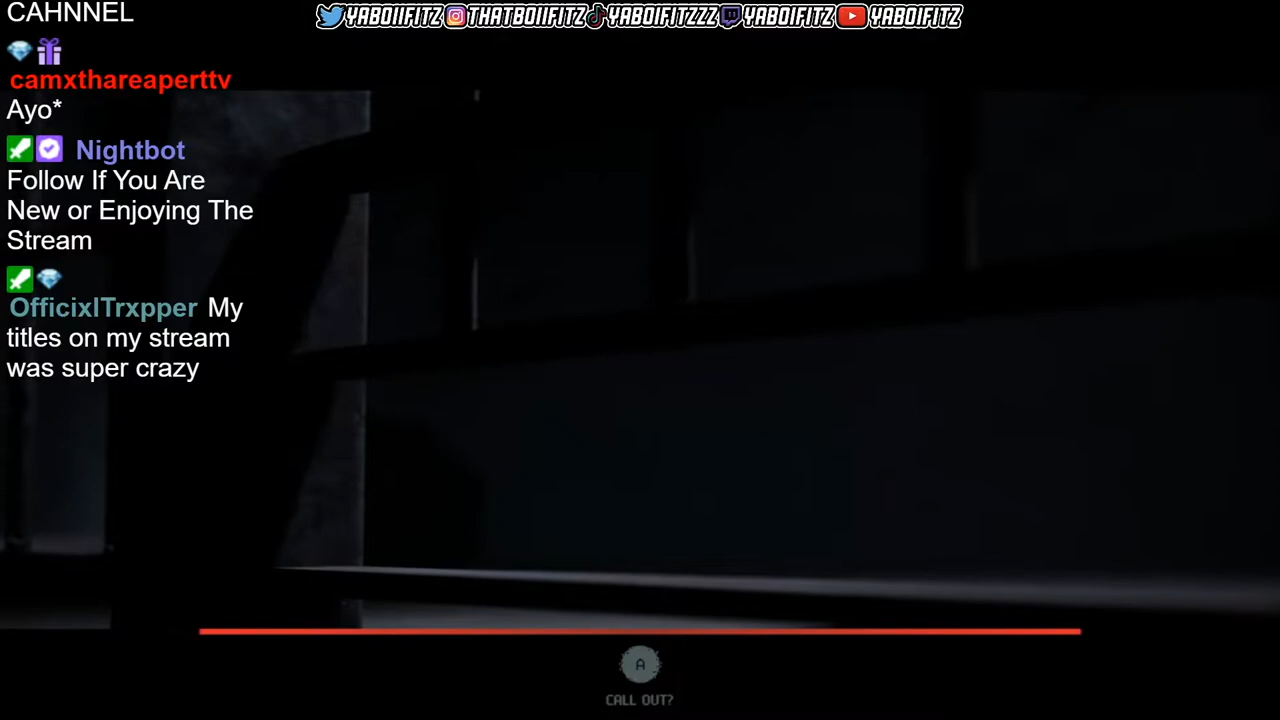 CAHNNEL
YABOIIFITZ THATBOIIFITZ YABOIFITZZZ YABOIFITZ YABOIFITZ
camxthareaperttv
Ayo*
Nightbot
Follow If You Are
New or Enjoying The
Stream
OfficixlTrxpper My
titles on my stream
was super crazy
A
CALL OUT?